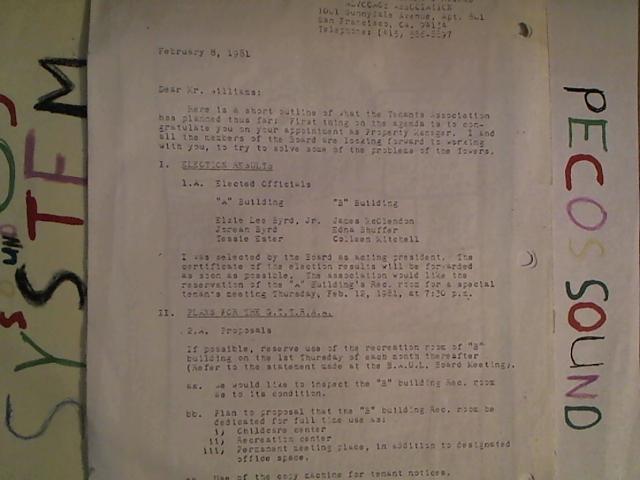 ADVOCACY ASSOCIATION
1001 Sunnydale Avenue, Apt. 801
San Francisco, CA. 94134
Telephone: (415)
February 8, 1981
Dear Mr. Williams:
Here is a short outline of what the Tenants Association
has planned thus far: First thing on the agenda is to con-
gratulate you on your appointment as Property Manager. I and
all the members of the Board are looking forward to working
with you, to try to solve some of the problems of the Towers.
I. ELECTION RESULTS
1.A. Elected Officials
"A" Building "B" Building
Elzie Lee Byrd, Jr. James McClendon
Jorean Byrd Edna Shuffer
Tessie Ester Colleen Mitchell
I was selected by the Board as acting president. The
certificate of the election results will be forwarded
as soon as possible. The association would like the
reservation of the "A" Building's Rec. room for a special
tenant's meeting Thursday, Feb. 12, 1981, at 7:30 p.m.
II. PLANS FOR THE G.T.T.R.A.:
2.A. Proposals
If possible, reserve use of the recreation room of "B"
building on the 1st Thursday of each month thereafter
(Refer to the statement made at the B.A.U.L. Board Meeting).
aa. We would like to inspect the "B" building Rec. room
as to its condition.
bb. Plan to proposal that the "B" building Rec. room be
dedicated for full time use as:
i) Childcare center
ii) Recreation center
iii) Permanent meeting place, in addition to designated
office space.
Use of the copy machine for tenant notices.
SOUND
SYSTEM
PECOS SOUND